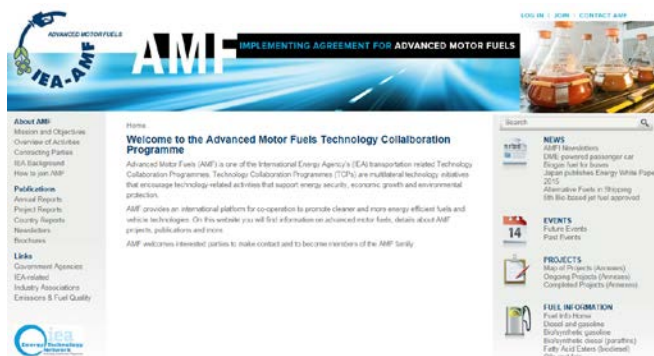 LOG IN | JOIN | CONTACT AMF
ADVANCED MOTOR FUELS
IEA-AMF
AMF
IMPLEMENTING AGREEMENT FOR ADVANCED MOTOR FUELS
About AMF
Mission and Objectives
Overview of Activities
Contracting Parties
IEA Background
How to join AMF
Publications
Annual Reports
Project Reports
Country Reports
Newsletters
Brochures
Links
Government Agencies
IEA-related
Industry Associations
Emissions & Fuel Quality
iea
Energy Technology
Network
Home
Welcome to the Advanced Motor Fuels Technology Collalboration
Programme
Advanced Motor Fuels (AMF) is one of the International Energy Agency's (IEA) transportation related Technology
Collaboration Programmes. Technology Collaboration Programmes (TCPs) are multilateral technology initiatives
that encourage technology-related activities that support energy security, economic growth and environmental
protection.
AMF provides an international platform for co-operation to promote cleaner and more energy efficient fuels and
vehicle technologies. On this website you will find information on advanced motor fuels, details about AMF
projects, publications and more.
AMF welcomes interested parties to make contact and to become members of the AMF family
Search
NEWS
AMFI Newsletters
DME powered passenger car
Biogas fuel for buses
Japan publishes Energy White Pape
2015
Alternative Fuels in Shipping
5th Bio-based jet fuel approved
14
EVENTS
Future Events
Past Events
PROJECTS
Map of Projects (Annexes)
Ongoing Projects (Annexes)
Completed Projects (Annexes)
FUEL INFORMATION
Fuel Info Home
Diesel and gasoline
Bio/synthetic gasoline
Bio/synthetic diesel (paraffins)
Fatty Acid Esters (biodiesel)